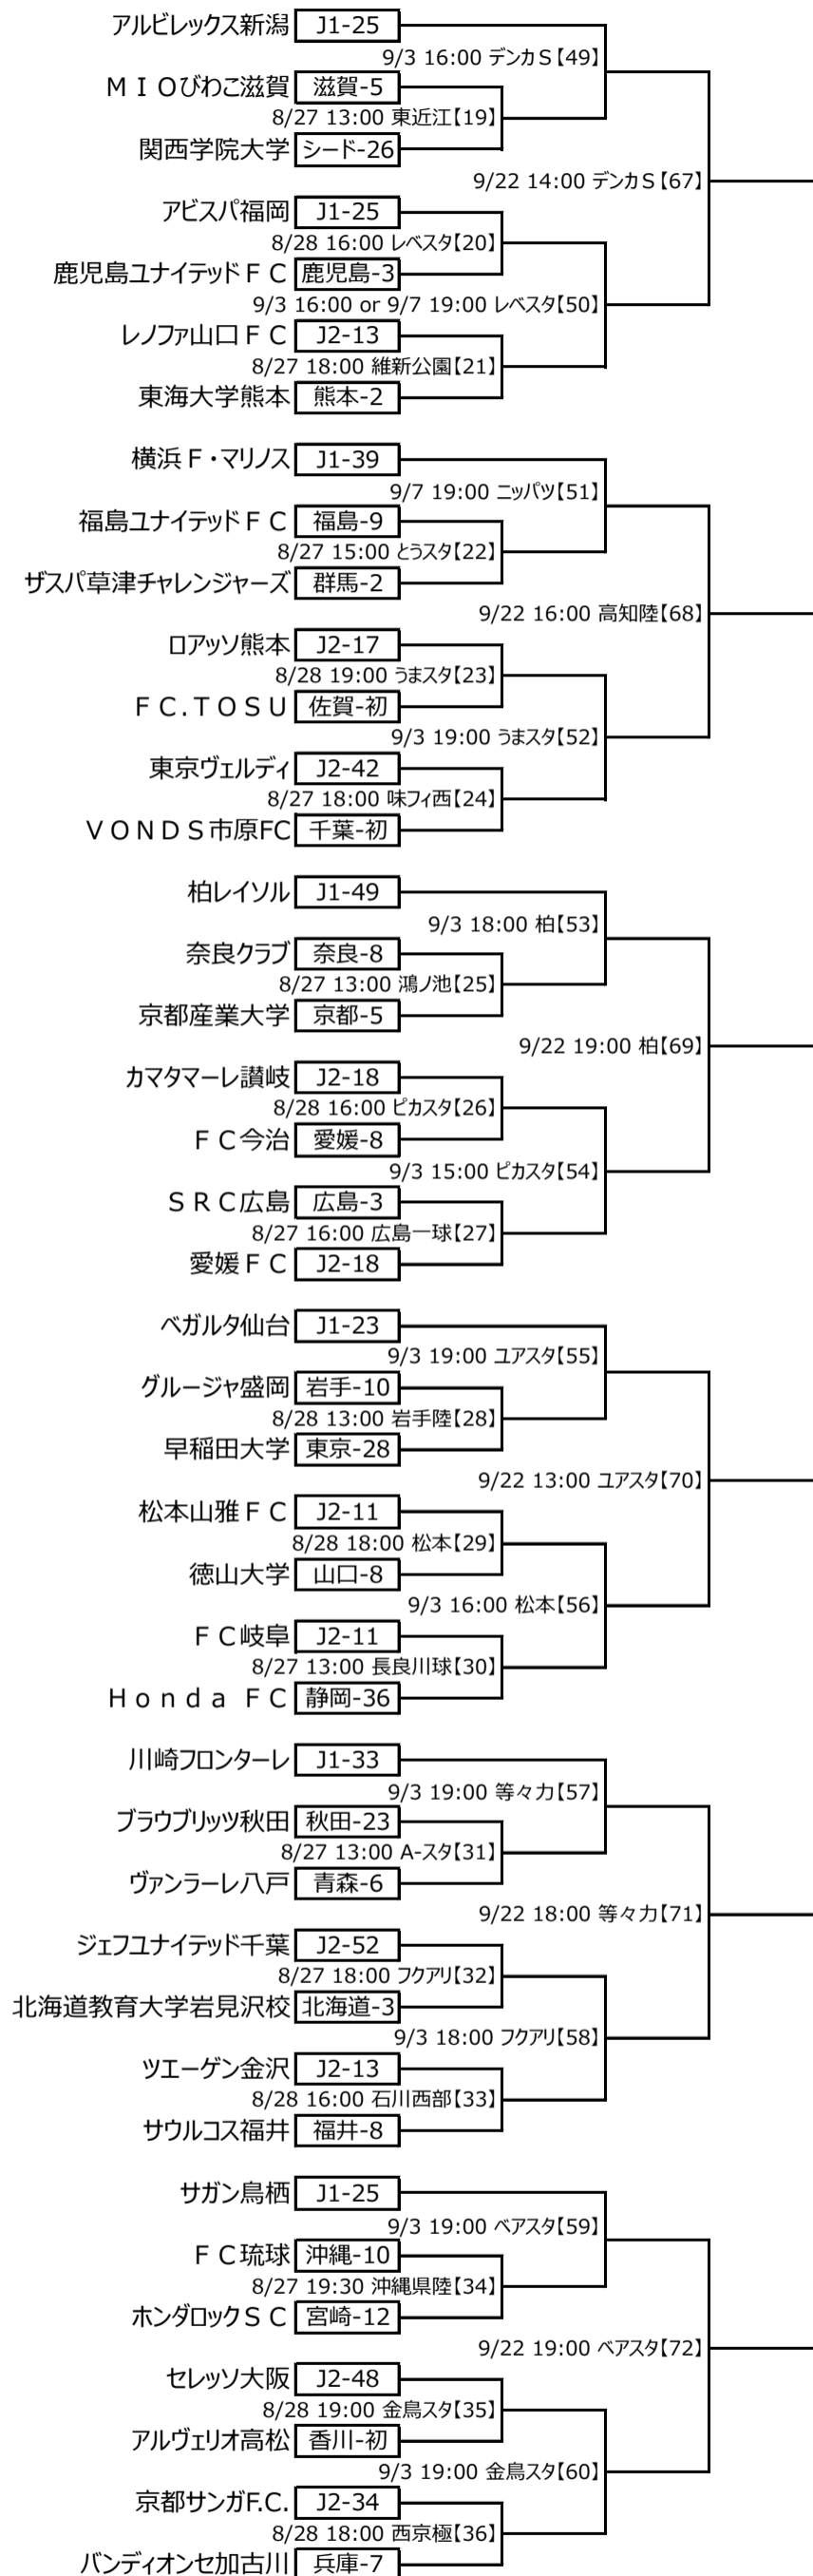 アルビレックス新潟 J1-25
9/3 16:00 デンカS【49】
ＭＩＯびわこ滋賀 滋賀-5
8/27 13:00 東近江【19】
関西学院大学 シード-26
9/22 14:00 デンカS【67】
アビスパ福岡 J1-25
8/28 16:00 レベスタ【20】
鹿児島ユナイテッドＦＣ 鹿児島-3
9/3 16:00 or 9/7 19:00 レベスタ【50】
レノファ山口ＦＣ J2-13
8/27 18:00 維新公園【21】
東海大学熊本 熊本-2
横浜Ｆ・マリノス J1-39
9/7 19:00 ニッパツ【51】
福島ユナイテッドＦＣ 福島-9
8/27 15:00 とうスタ【22】
ザスパ草津チャレンジャーズ 群馬-2
9/22 16:00 高知陸【68】
ロアッソ熊本 J2-17
8/28 19:00 うまスタ【23】
ＦＣ.ＴＯＳＵ 佐賀-初
9/3 19:00 うまスタ【52】
東京ヴェルディ J2-42
8/27 18:00 味フィ西【24】
ＶＯＮＤＳ市原FC 千葉-初
柏レイソル J1-49
9/3 18:00 柏【53】
奈良クラブ 奈良-8
8/27 13:00 鴻ノ池【25】
京都産業大学 京都-5
9/22 19:00 柏【69】
カマタマーレ讃岐 J2-18
8/28 16:00 ピカスタ【26】
ＦＣ今治 愛媛-8
9/3 15:00 ピカスタ【54】
ＳＲＣ広島 広島-3
8/27 16:00 広島一球【27】
愛媛ＦＣ J2-18
ベガルタ仙台 J1-23
9/3 19:00 ユアスタ【55】
グルージャ盛岡 岩手-10
8/28 13:00 岩手陸【28】
早稲田大学 東京-28
9/22 13:00 ユアスタ【70】
松本山雅ＦＣ J2-11
8/28 18:00 松本【29】
徳山大学 山口-8
9/3 16:00 松本【56】
ＦＣ岐阜 J2-11
8/27 13:00 長良川球【30】
Ｈｏｎｄａ ＦＣ 静岡-36
川崎フロンターレ J1-33
9/3 19:00 等々力【57】
ブラウブリッツ秋田 秋田-23
8/27 13:00 A-スタ【31】
ヴァンラーレ八戸 青森-6
9/22 18:00 等々力【71】
ジェフユナイテッド千葉 J2-52
8/27 18:00 フクアリ【32】
北海道教育大学岩見沢校 北海道-3
9/3 18:00 フクアリ【58】
ツエーゲン金沢 J2-13
8/28 16:00 石川西部【33】
サウルコス福井 福井-8
サガン鳥栖 J1-25
9/3 19:00 ベアスタ【59】
ＦＣ琉球 沖縄-10
8/27 19:30 沖縄県陸【34】
ホンダロックＳＣ 宮崎-12
9/22 19:00 ベアスタ【72】
セレッソ大阪 J2-48
8/28 19:00 金鳥スタ【35】
アルヴェリオ高松 香川-初
9/3 19:00 金鳥スタ【60】
京都サンガF.C. J2-34
8/28 18:00 西京極【36】
バンディオンセ加古川 兵庫-7